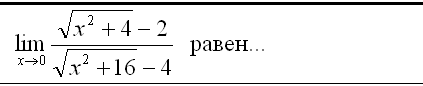 lim x→0 (√(x² + 4) − 2) / (√(x² + 16) − 4) равен...